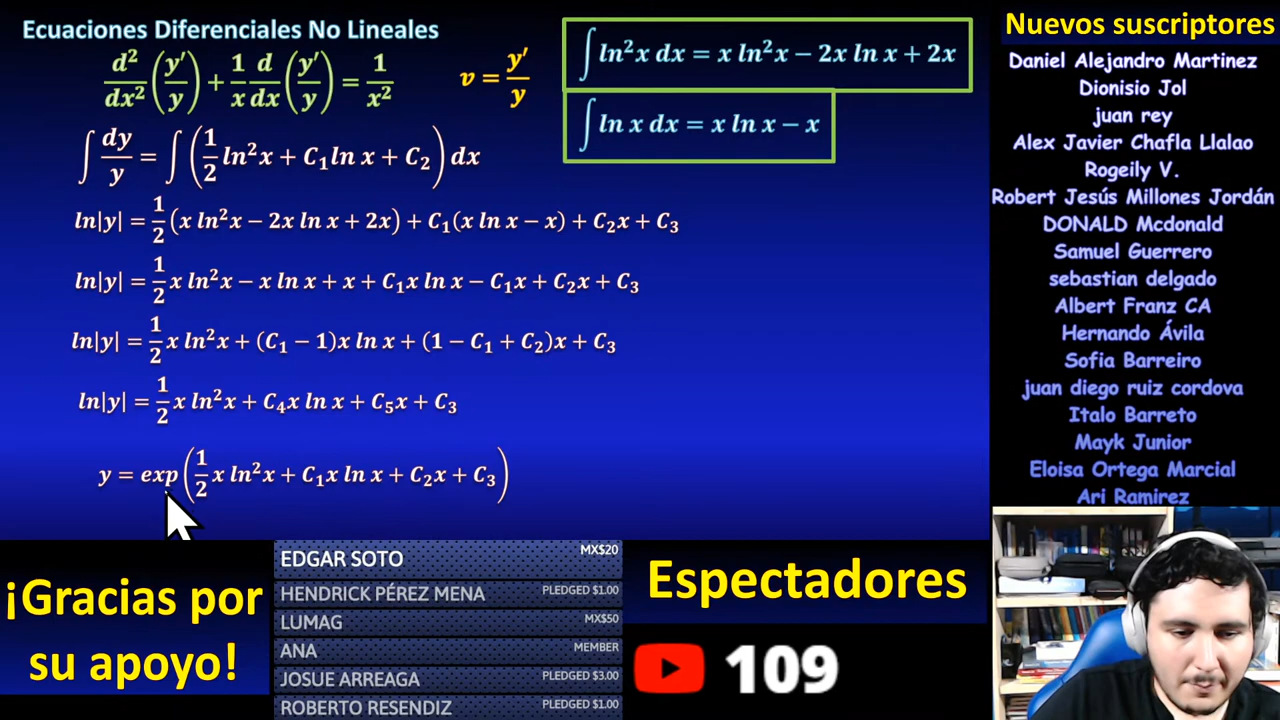 Ecuaciones Diferenciales No Lineales
d²/dx² (y′/y) + 1/x d/dx (y′/y) = 1/x²
v = y′/y
∫ ln²x dx = x ln²x − 2x ln x + 2x
∫ ln x dx = x ln x − x
∫ dy/y = ∫ (1/2 ln²x + C₁ln x + C₂) dx
ln|y| = 1/2 (x ln²x − 2x ln x + 2x) + C₁(x ln x − x) + C₂x + C₃
ln|y| = 1/2 x ln²x − x ln x + x + C₁x ln x − C₁x + C₂x + C₃
ln|y| = 1/2 x ln²x + (C₁ − 1)x ln x + (1 − C₁ + C₂)x + C₃
ln|y| = 1/2 x ln²x + C₄x ln x + C₅x + C₃
y = exp (1/2 x ln²x + C₁x ln x + C₂x + C₃)
Nuevos suscriptores
Daniel Alejandro Martinez
Dionisio Jol
juan rey
Alex Javier Chafla Llalao
Rogeily V.
Robert Jesús Millones Jordán
DONALD Mcdonald
Samuel Guerrero
sebastian delgado
Albert Franz CA
Hernando Ávila
Sofia Barreiro
juan diego ruiz cordova
Italo Barreto
Mayk Junior
Eloisa Ortega Marcial
Ari Ramirez
¡Gracias por
su apoyo!
EDGAR SOTO MX$20
HENDRICK PÉREZ MENA PLEDGED $1.00
LUMAG MX$50
ANA MEMBER
JOSUE ARREAGA PLEDGED $3.00
ROBERTO RESENDIZ PLEDGED $1.00
Espectadores
109